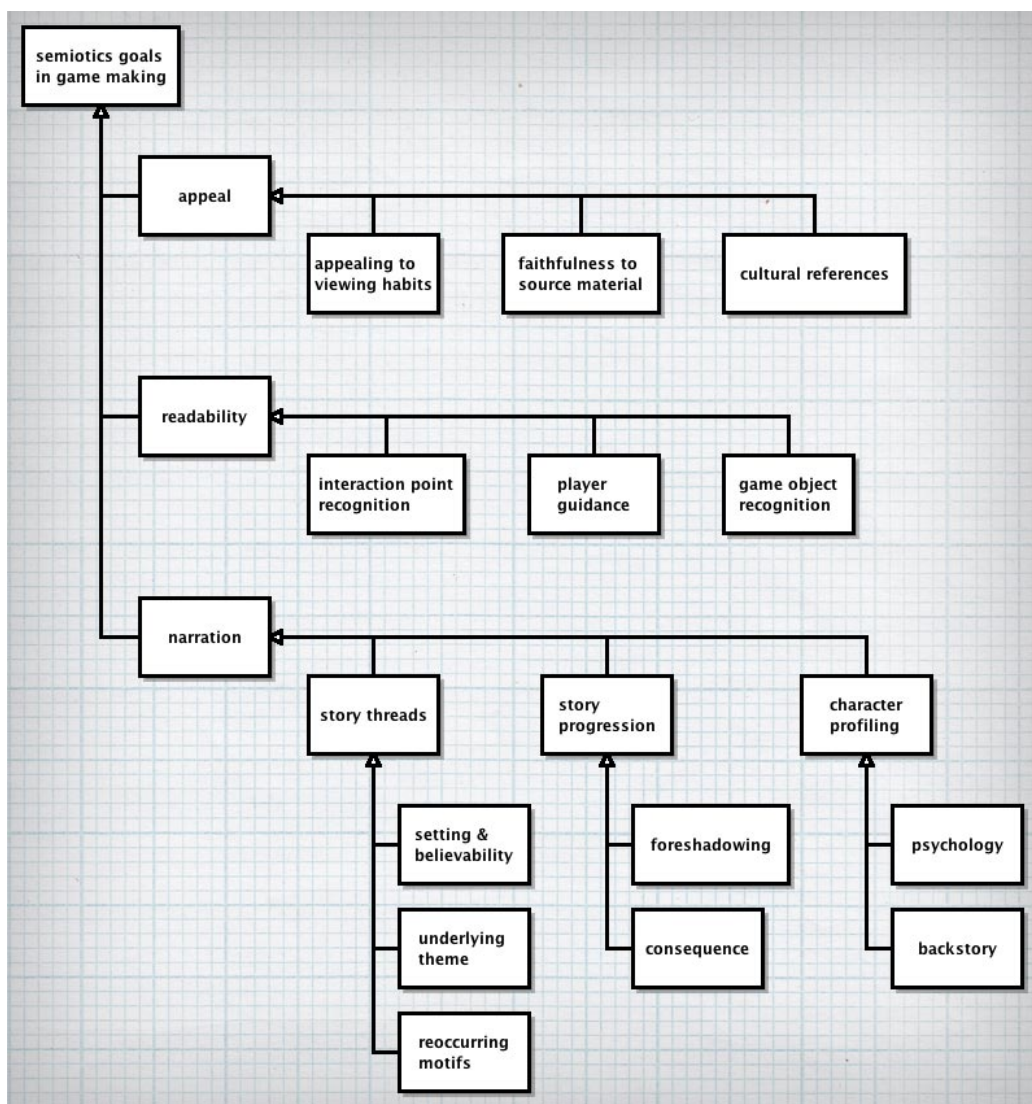 semiotics goals
in game making
appeal
appealing to
viewing habits
faithfulness to
source material
cultural references
readability
interaction point
recognition
player
guidance
game object
recognition
narration
story threads
story
progression
character
profiling
setting &
believability
foreshadowing
psychology
underlying
theme
consequence
backstory
reoccurring
motifs